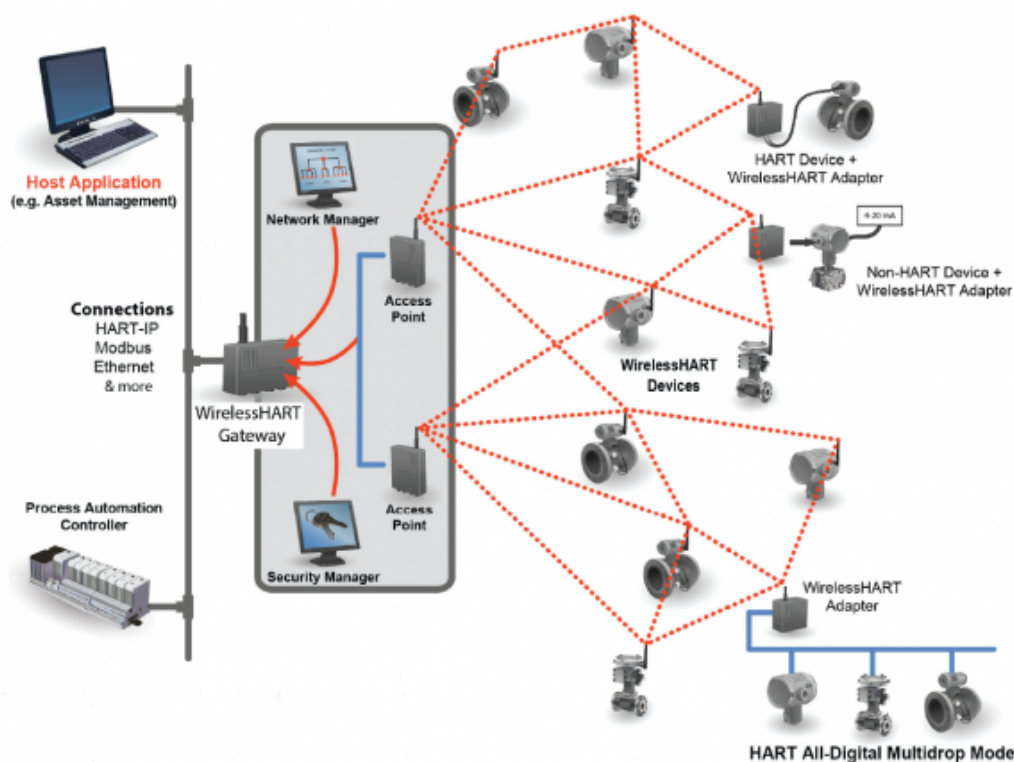 Host Application
(e.g. Asset Management)
Network Manager
Access
Point
Connections
HART-IP
Modbus
Ethernet
& more
WirelessHART
Gateway
Process Automation
Controller
Access
Point
Security Manager
HART Device +
WirelessHART Adapter
4-20 mA
Non-HART Device +
WirelessHART Adapter
WirelessHART
Devices
WirelessHART
Adapter
HART All-Digital Multidrop Mode